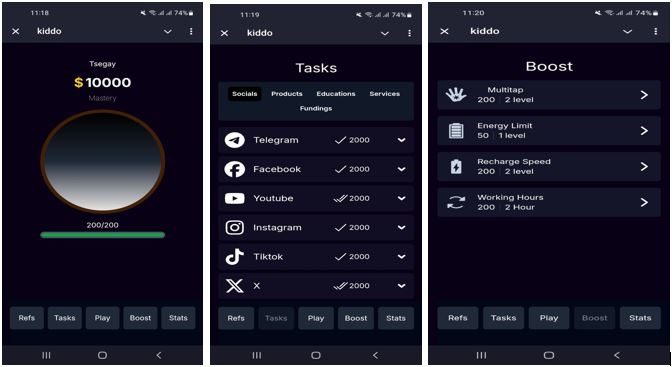 11:18
74%
kiddo
Tsegay
$ 10000
Mastery
200/200
Refs
Tasks
Play
Boost
Stats
11:19
74%
kiddo
Tasks
Socials
Products
Educations
Services
Fundings
Telegram
2000
Facebook
2000
Youtube
2000
Instagram
2000
Tiktok
2000
X
2000
Refs
Tasks
Play
Boost
Stats
11:20
74%
kiddo
Boost
Multitap
200 | 2 level
Energy Limit
50 | 1 level
Recharge Speed
200 | 2 level
Working Hours
200 | 2 Hour
Refs
Tasks
Play
Boost
Stats